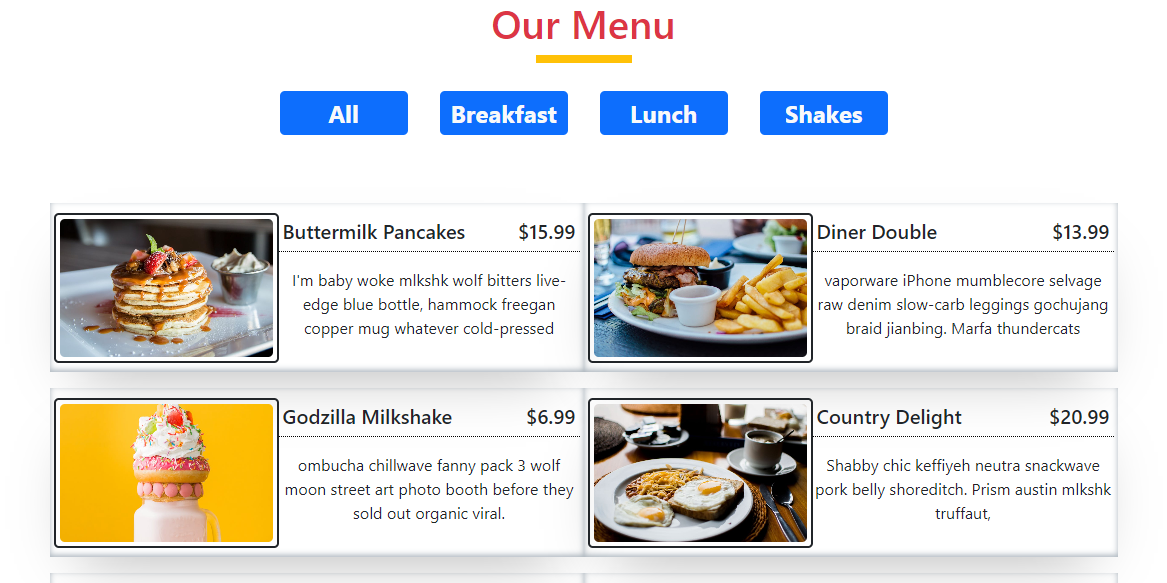 Our Menu
All
Breakfast
Lunch
Shakes
Buttermilk Pancakes $15.99
I'm baby woke mlkshk wolf bitters live-
edge blue bottle, hammock freegan
copper mug whatever cold-pressed
Diner Double $13.99
vaporware iPhone mumblecore selvage
raw denim slow-carb leggings gochujang
braid jianbing. Marfa thundercats
Godzilla Milkshake $6.99
ombucha chillwave fanny pack 3 wolf
moon street art photo booth before they
sold out organic viral.
Country Delight $20.99
Shabby chic keffiyeh neutra snackwave
pork belly shoreditch. Prism austin mlkshk
truffaut,